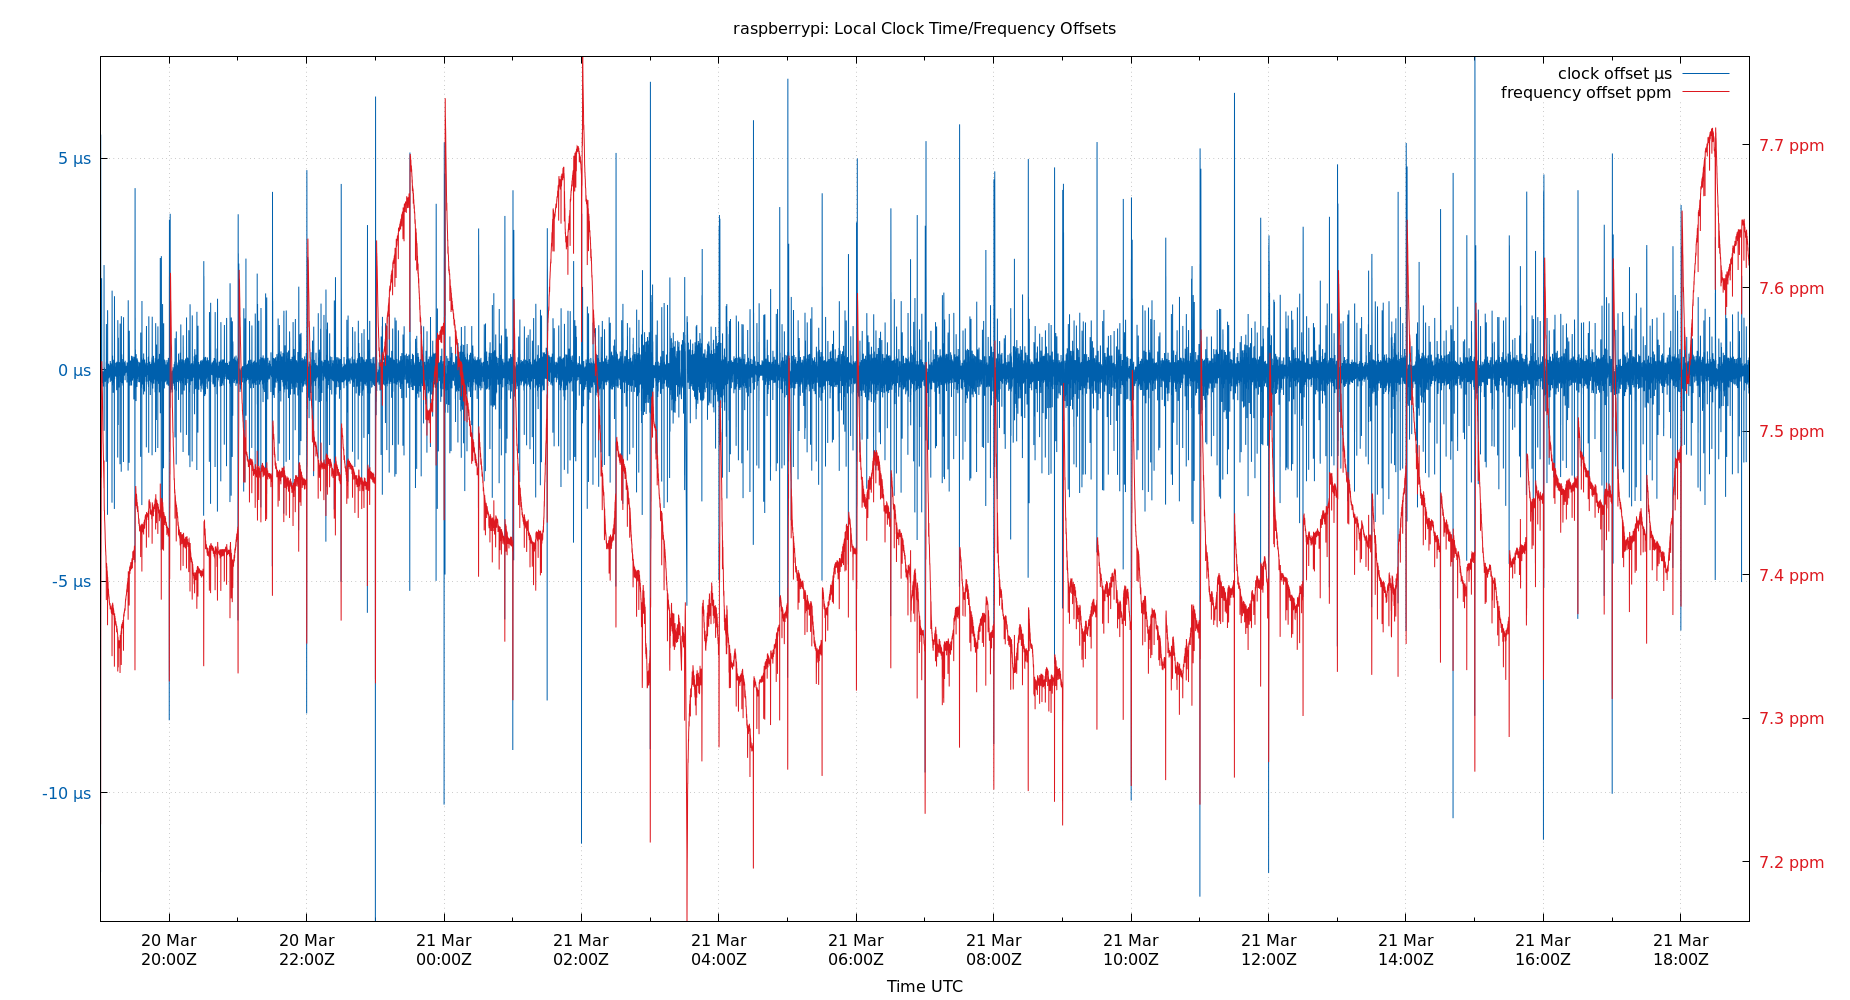 raspberrypi: Local Clock Time/Frequency Offsets
clock offset µs
frequency offset ppm
5 µs
0 µs
-5 µs
-10 µs
7.7 ppm
7.6 ppm
7.5 ppm
7.4 ppm
7.3 ppm
7.2 ppm
20 Mar
20:00Z
20 Mar
22:00Z
21 Mar
00:00Z
21 Mar
02:00Z
21 Mar
04:00Z
21 Mar
06:00Z
21 Mar
08:00Z
21 Mar
10:00Z
21 Mar
12:00Z
21 Mar
14:00Z
21 Mar
16:00Z
21 Mar
18:00Z
Time UTC